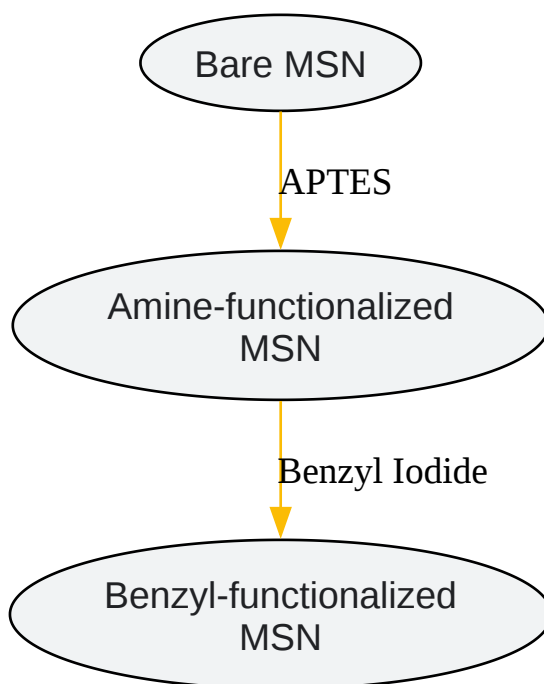 Bare MSN
APTES
Amine-functionalized
MSN
Benzyl Iodide
Benzyl-functionalized
MSN